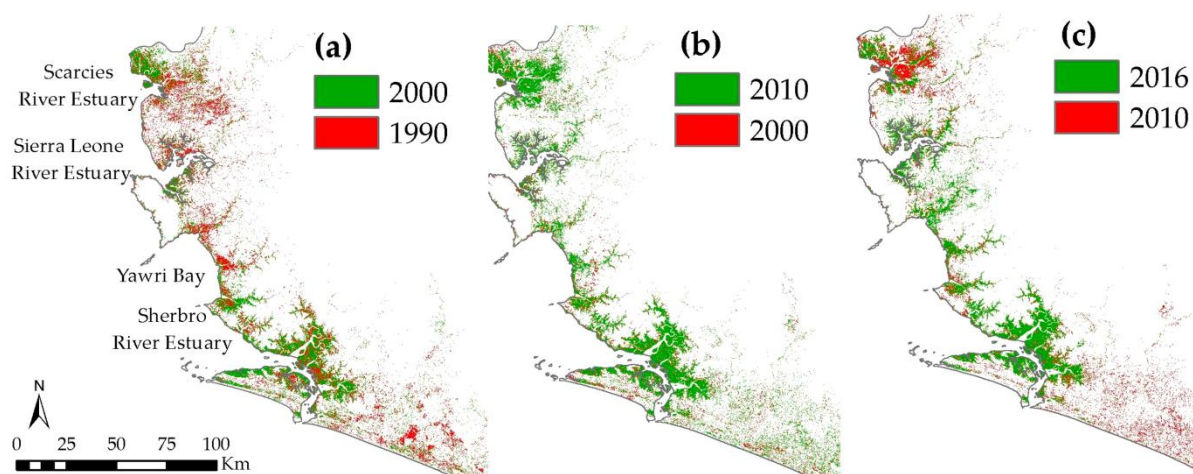 (a)
2000
1990
(b)
2010
2000
(c)
2016
2010
Scarcies
River Estuary
Sierra Leone
River Estuary
Yawri Bay
Sherbro
River Estuary
N
0 25 50 75 100
Km